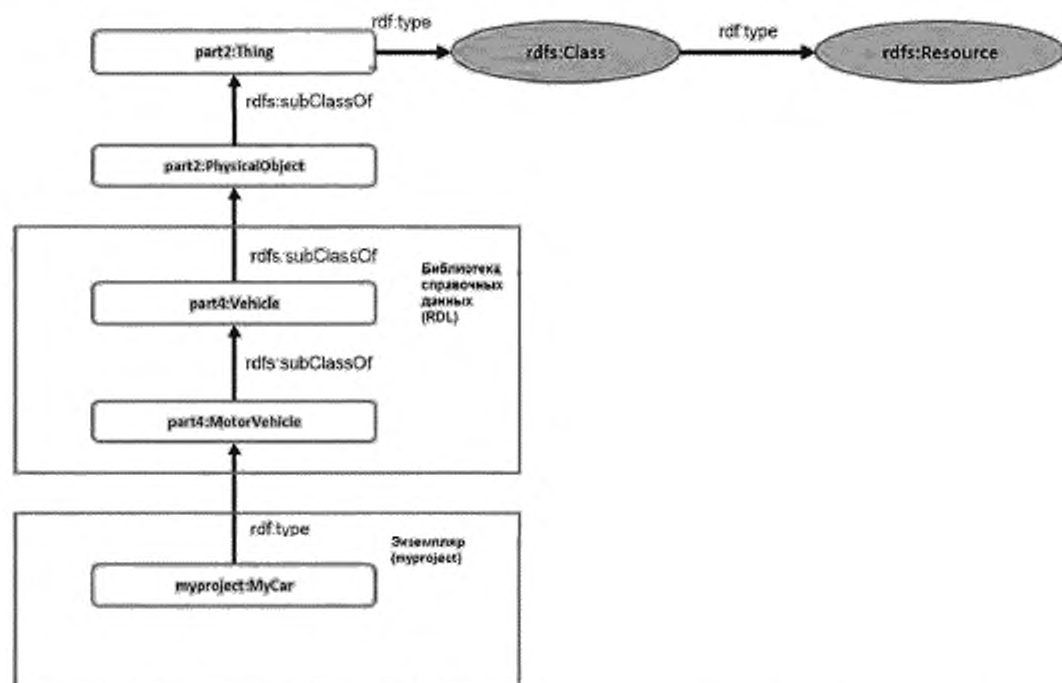 rdf:type
rdf:type
part2:Thing
rdfs:Class
rdfs:Resource
rdfs:subClassOf
part2:PhysicalObject
rdfs:subClassOf
Библиотека
справочных
данных
(RDL)
part4:Vehicle
rdfs:subClassOf
part4:MotorVehicle
rdf:type
Экземпляр
(myproject)
myproject:MyCar